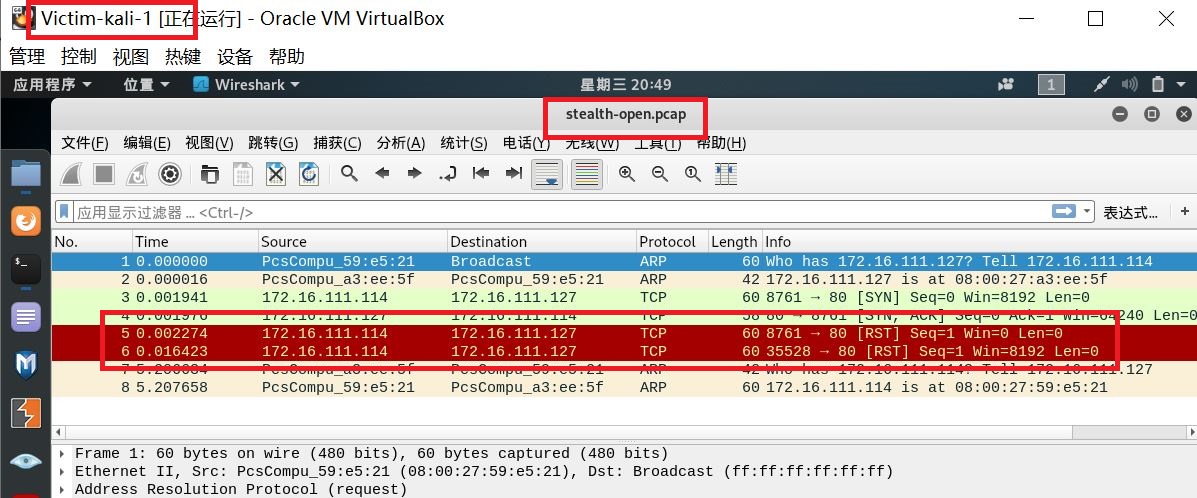 Victim-kali-1 [正在运行] - Oracle VM VirtualBox
管理 控制 视图 热键 设备 帮助
应用程序 位置 Wireshark 星期三 20:49 1
stealth-open.pcap
文件(F) 编辑(E) 视图(V) 跳转(G) 捕获(C) 分析(A) 统计(S) 电话(Y) 无线(W) 工具(T) 帮助(H)
应用显示过滤器 ... <Ctrl-/> 表达式... +
No. Time Source Destination Protocol Length Info
1 0.000000 PcsCompu_59:e5:21 Broadcast ARP 60 Who has 172.16.111.127? Tell 172.16.111.114
2 0.000016 PcsCompu_a3:ee:5f PcsCompu_59:e5:21 ARP 42 172.16.111.127 is at 08:00:27:a3:ee:5f
3 0.001941 172.16.111.114 172.16.111.127 TCP 60 8761 → 80 [SYN] Seq=0 Win=8192 Len=0
4 0.001976 172.16.111.127 172.16.111.114 TCP 58 80 → 8761 [SYN, ACK] Seq=0 Ack=1 Win=64240 Len=0
5 0.002274 172.16.111.114 172.16.111.127 TCP 60 8761 → 80 [RST] Seq=1 Win=0 Len=0
6 0.016423 172.16.111.114 172.16.111.127 TCP 60 35528 → 80 [RST] Seq=1 Win=8192 Len=0
7 PcsCompu_a3:ee:5f PcsCompu_59:e5:21 ARP 42 Who has 172.16.111.114? Tell 172.16.111.127
8 5.207658 PcsCompu_59:e5:21 PcsCompu_a3:ee:5f ARP 60 172.16.111.114 is at 08:00:27:59:e5:21
Frame 1: 60 bytes on wire (480 bits), 60 bytes captured (480 bits)
Ethernet II, Src: PcsCompu_59:e5:21 (08:00:27:59:e5:21), Dst: Broadcast (ff:ff:ff:ff:ff:ff)
Address Resolution Protocol (request)